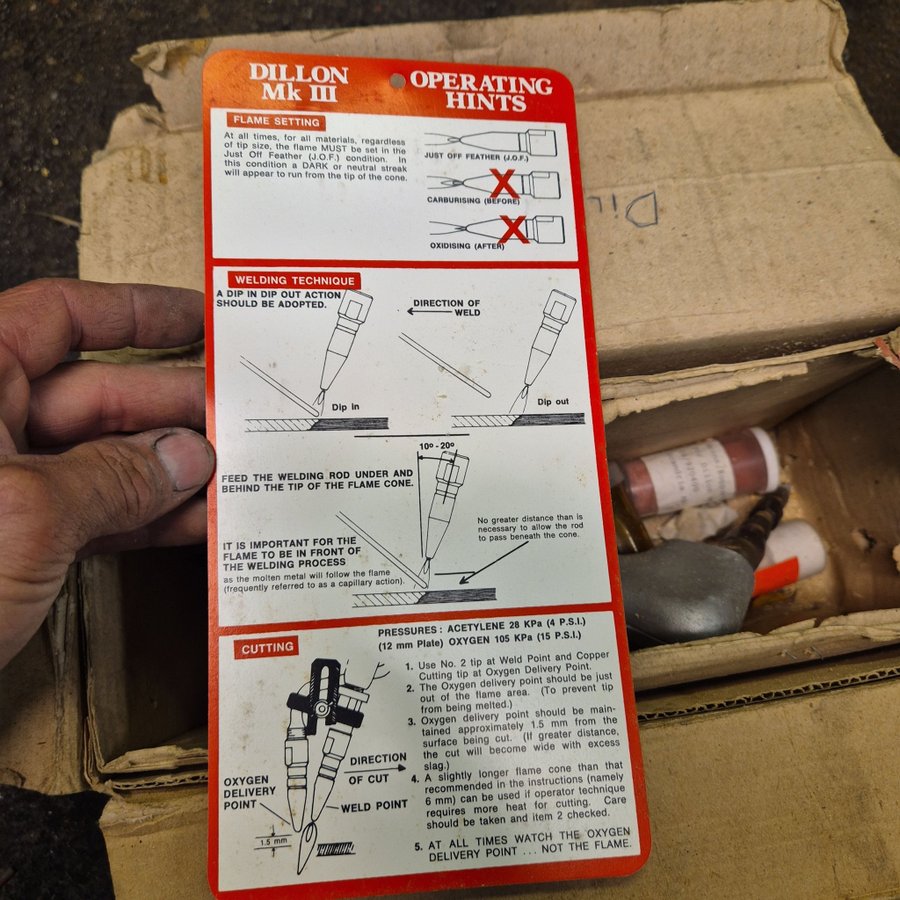 DILLON
Mk III
OPERATING
HINTS
FLAME SETTING
At all times, for all materials, regardless
of tip size, the flame MUST be set in the
Just Off Feather (J.O.F.) condition. In
this condition a DARK or neutral streak
will appear to run from the tip of the cone.
JUST OFF FEATHER (J.O.F.)
X
CARBURISING (BEFORE)
X
OXIDISING (AFTER)
WELDING TECHNIQUE
A DIP IN DIP OUT ACTION
SHOULD BE ADOPTED.
DIRECTION OF
WELD
Dip in
Dip out
10º - 20º
FEED THE WELDING ROD UNDER AND
BEHIND THE TIP OF THE FLAME CONE.
No greater distance than is
necessary to allow the rod
to pass beneath the cone.
IT IS IMPORTANT FOR THE
FLAME TO BE IN FRONT OF
THE WELDING PROCESS
as the molten metal will follow the flame
(frequently referred to as a capillary action).
CUTTING
PRESSURES : ACETYLENE 28 KPa (4 P.S.I.)
(12 mm Plate) OXYGEN 105 KPa (15 P.S.I.)
1. Use No. 2 tip at Weld Point and Copper
Cutting tip at Oxygen Delivery Point.
2. The Oxygen delivery point should be just
out of the flame area. (To prevent tip
from being melted.)
3. Oxygen delivery point should be main-
tained approximately 1.5 mm from the
surface being cut. (If greater distance,
the cut will become wide with excess
slag.)
4. A slightly longer flame cone than that
recommended in the instructions (namely
6 mm) can be used if operator technique
requires more heat for cutting. Care
should be taken and item 2 checked.
5. AT ALL TIMES WATCH THE OXYGEN
DELIVERY POINT ... NOT THE FLAME.
DIRECTION
OF CUT
OXYGEN
DELIVERY
POINT
WELD POINT
1.5 mm